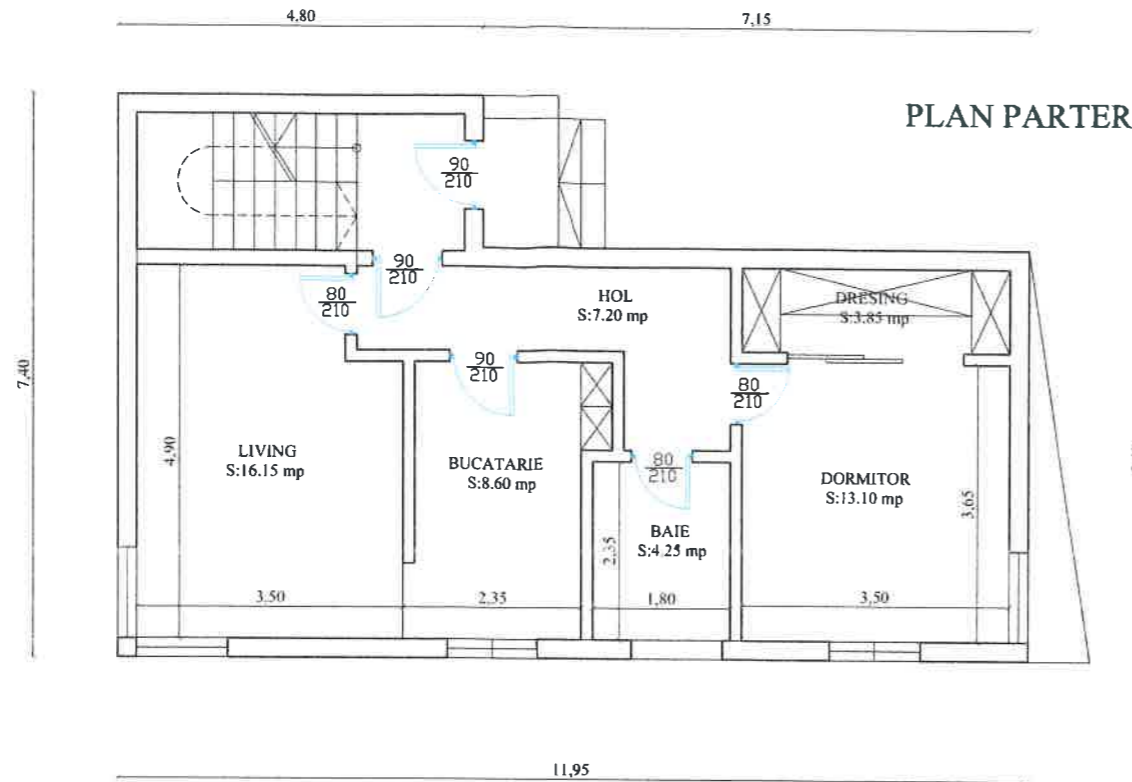 4.80
7,15
PLAN PARTER
90
210
90
210
80
210
HOL
S:7.20 mp
DRESING
S:3.85 mp
7,40
90
210
80
210
4,90
LIVING
S:16.15 mp
BUCATARIE
S:8.60 mp
80
210
DORMITOR
S:13.10 mp
3,65
BAIE
S:4.25 mp
2,35
3.50
2,35
1,80
3,50
11,95